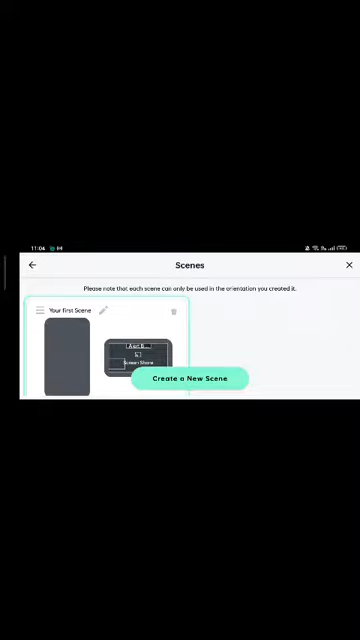 11:04
Scenes
Please note that each scene can only be used in the orientation you created it.
Your first Scene
Screen Share
Create a New Scene